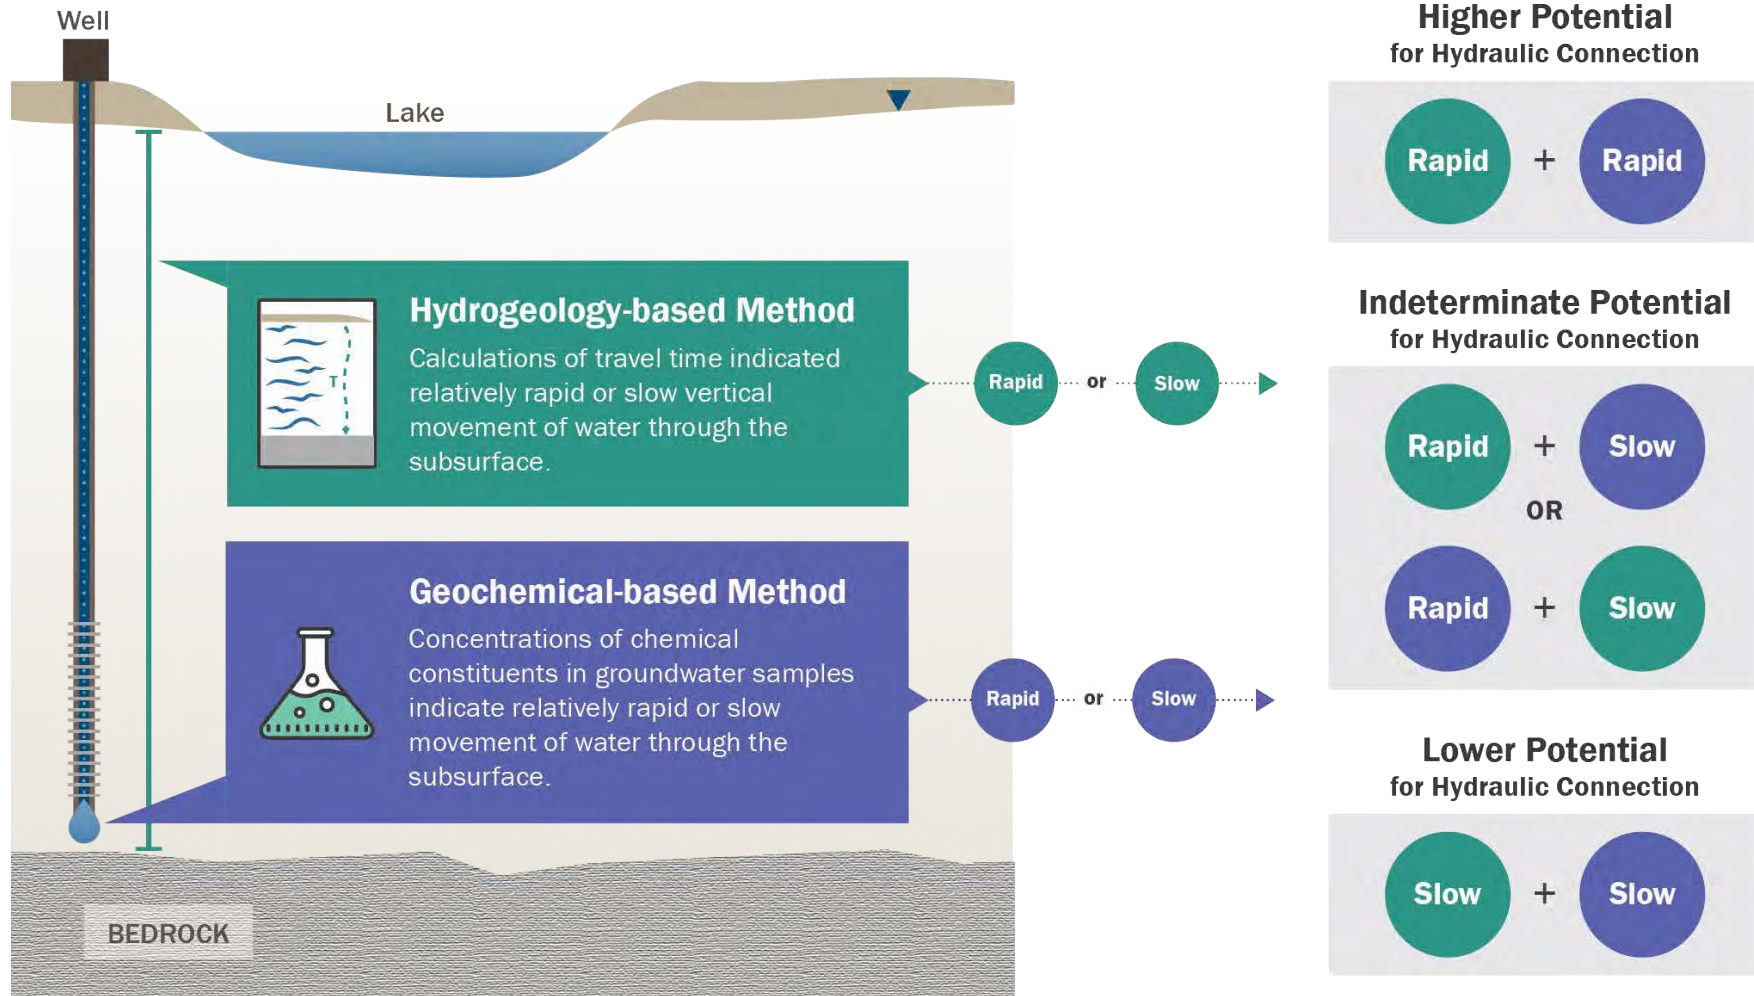 Well
Lake
Hydrogeology-based Method
Calculations of travel time indicated
relatively rapid or slow vertical
movement of water through the
subsurface.
T
Rapid or Slow
Geochemical-based Method
Concentrations of chemical
constituents in groundwater samples
indicate relatively rapid or slow
movement of water through the
subsurface.
Rapid or Slow
BEDROCK
Higher Potential
for Hydraulic Connection
Rapid + Rapid
Indeterminate Potential
for Hydraulic Connection
Rapid + Slow
OR
Rapid + Slow
Lower Potential
for Hydraulic Connection
Slow + Slow